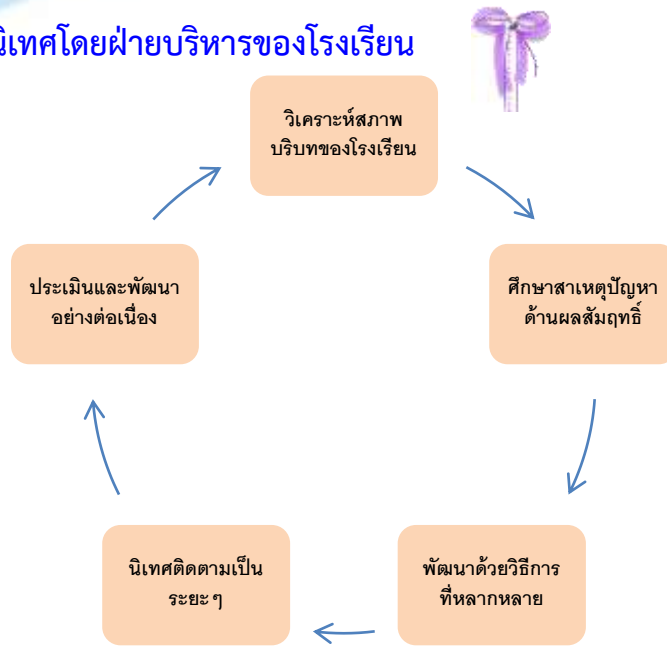 นิเทศโดยฝ่ายบริหารของโรงเรียน
วิเคราะห์สภาพ
บริบทของโรงเรียน
ศึกษาสาเหตุปัญหา
ด้านผลสัมฤทธิ์
พัฒนาด้วยวิธีการ
ที่หลากหลาย
นิเทศติดตามเป็น
ระยะๆ
ประเมินและพัฒนา
อย่างต่อเนื่อง